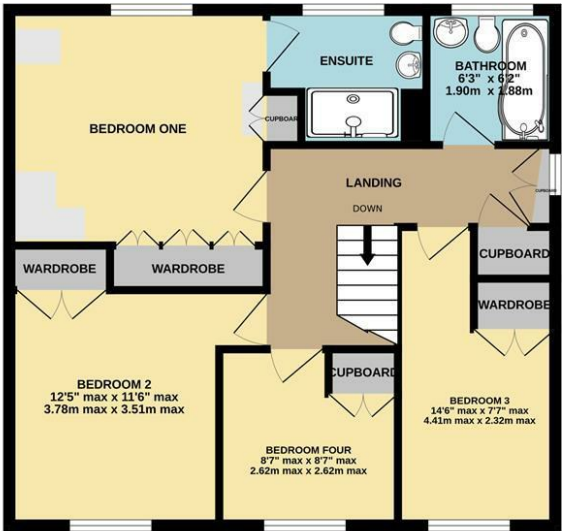 BEDROOM ONE
ENSUITE
BATHROOM
6'3" x 6'2"
1.90m x 1.88m
CUPBOARD
LANDING
DOWN
CUPBOARD
CUPBOARD
WARDROBE
WARDROBE
WARDROBE
BEDROOM 2
12'5" max x 11'6" max
3.78m max x 3.51m max
CUPBOARD
BEDROOM FOUR
8'7" max x 8'7" max
2.62m max x 2.62m max
BEDROOM 3
14'6" max x 7'7" max
4.41m max x 2.32m max